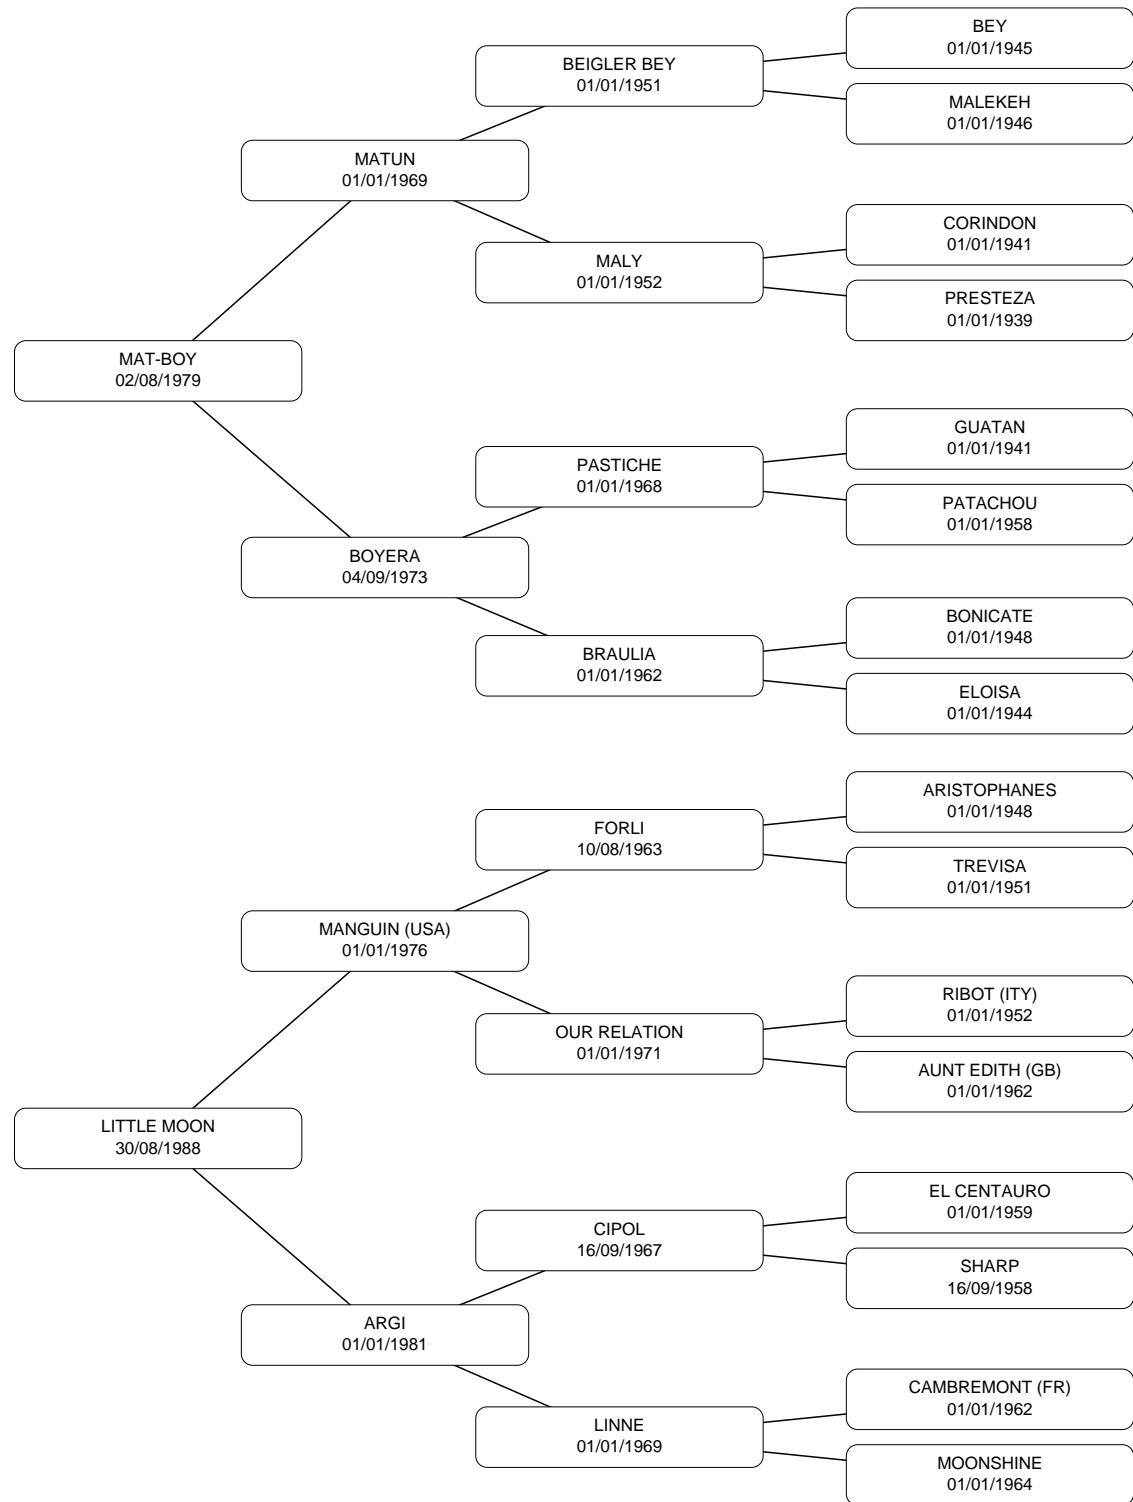 BEY
01/01/1945
BEIGLER BEY
01/01/1951
MALEKEH
01/01/1946
MATUN
01/01/1969
CORINDON
01/01/1941
MALY
01/01/1952
PRESTEZA
01/01/1939
MAT-BOY
02/08/1979
GUATAN
01/01/1941
PASTICHE
01/01/1968
PATACHOU
01/01/1958
BOYERA
04/09/1973
BONICATE
01/01/1948
BRAULIA
01/01/1962
ELOISA
01/01/1944
ARISTOPHANES
01/01/1948
FORLI
10/08/1963
TREVISA
01/01/1951
MANGUIN (USA)
01/01/1976
RIBOT (ITY)
01/01/1952
OUR RELATION
01/01/1971
AUNT EDITH (GB)
01/01/1962
LITTLE MOON
30/08/1988
EL CENTAURO
01/01/1959
CIPOL
16/09/1967
SHARP
16/09/1958
ARGI
01/01/1981
CAMBREMONT (FR)
01/01/1962
LINNE
01/01/1969
MOONSHINE
01/01/1964